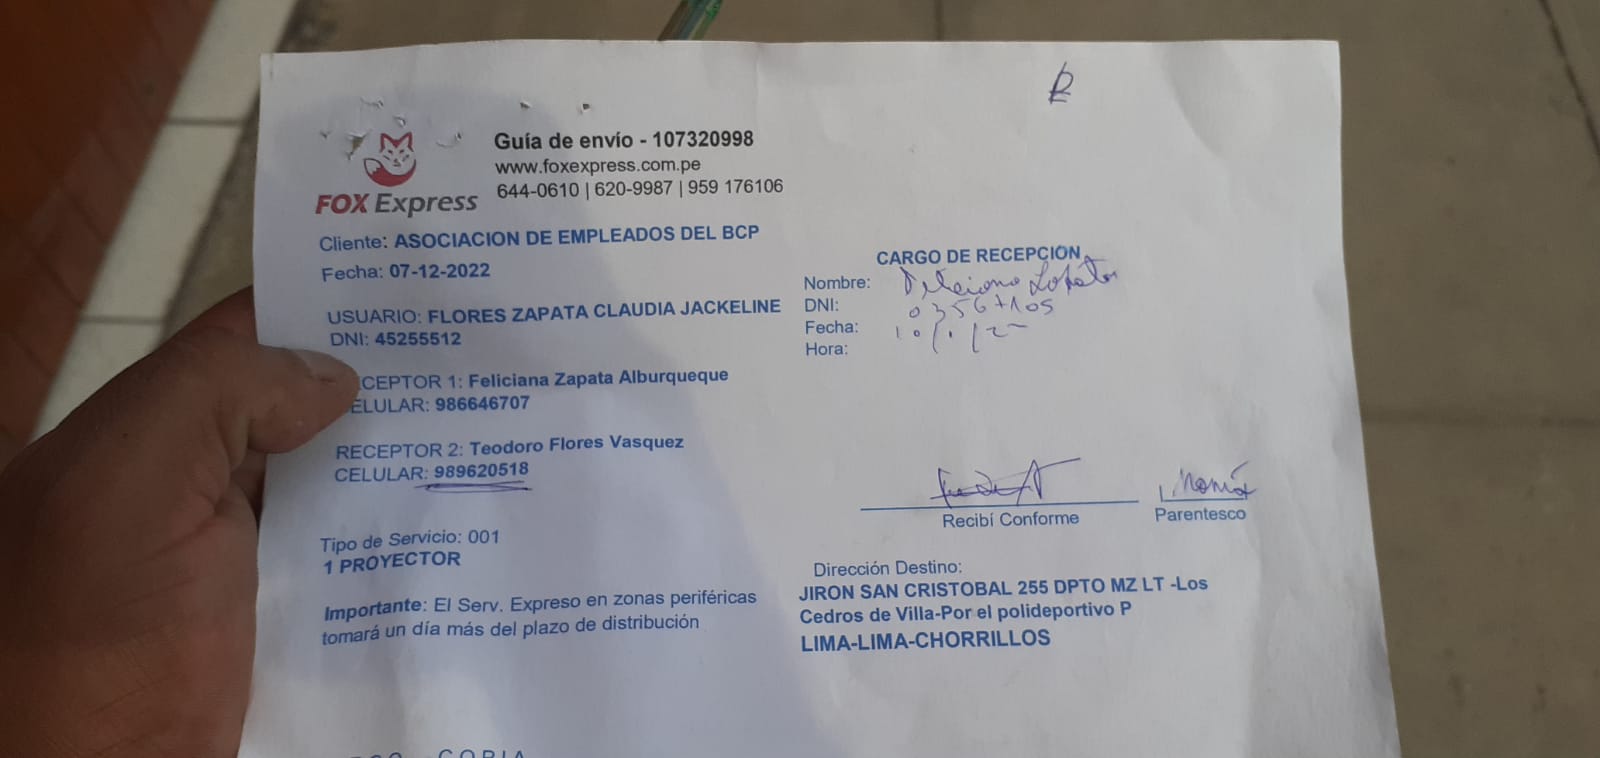 Guía de envío - 107320998
www.foxexpress.com.pe
644-0610 | 620-9987 | 959 176106
FOX Express
Cliente: ASOCIACION DE EMPLEADOS DEL BCP
Fecha: 07-12-2022
USUARIO: FLORES ZAPATA CLAUDIA JACKELINE
DNI: 45255512
CEPTOR 1: Feliciana Zapata Alburqueque
ELULAR: 986646707
RECEPTOR 2: Teodoro Flores Vasquez
CELULAR: 989620518
Tipo de Servicio: 001
1 PROYECTOR
Importante: El Serv. Expreso en zonas periféricas
tomará un día más del plazo de distribución
CARGO DE RECEPCIÓN
Nombre:
DNI:
Fecha:
Hora:
Mamá
Recibí Conforme
Parentesco
Dirección Destino:
JIRON SAN CRISTOBAL 255 DPTO MZ LT -Los
Cedros de Villa-Por el polideportivo P
LIMA-LIMA-CHORRILLOS
COPIA